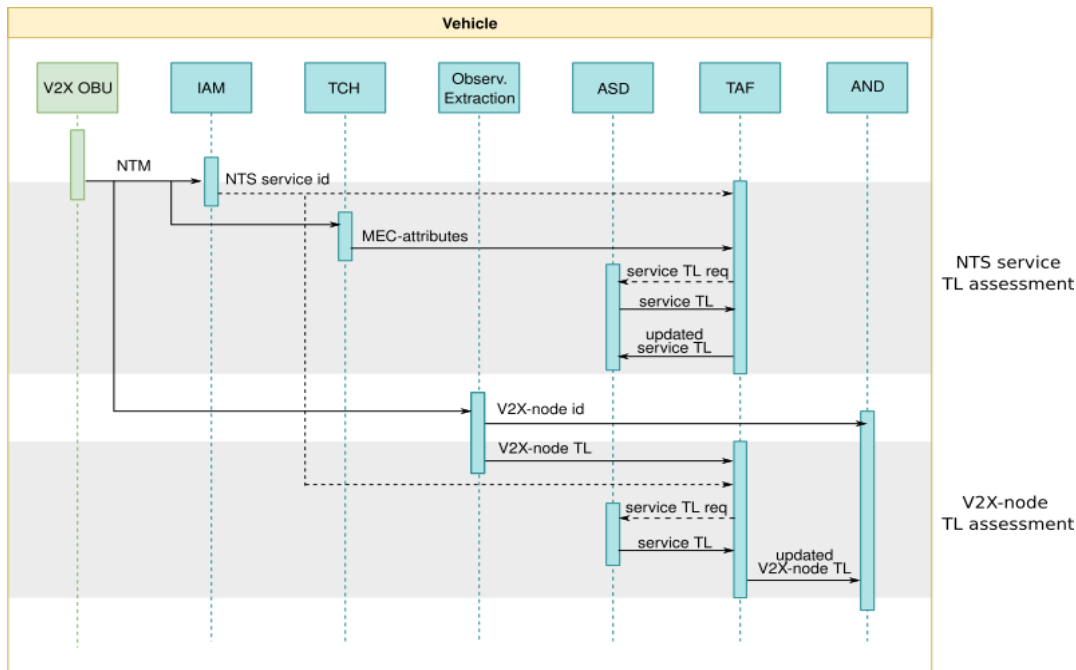 Vehicle
V2X OBU
IAM
TCH
Observ.
Extraction
ASD
TAF
AND
NTM
NTS service id
MEC-attributes
service TL req
service TL
updated
service TL
NTS service
TL assessment
V2X-node id
V2X-node TL
service TL req
service TL
updated
V2X-node TL
V2X-node
TL assessment